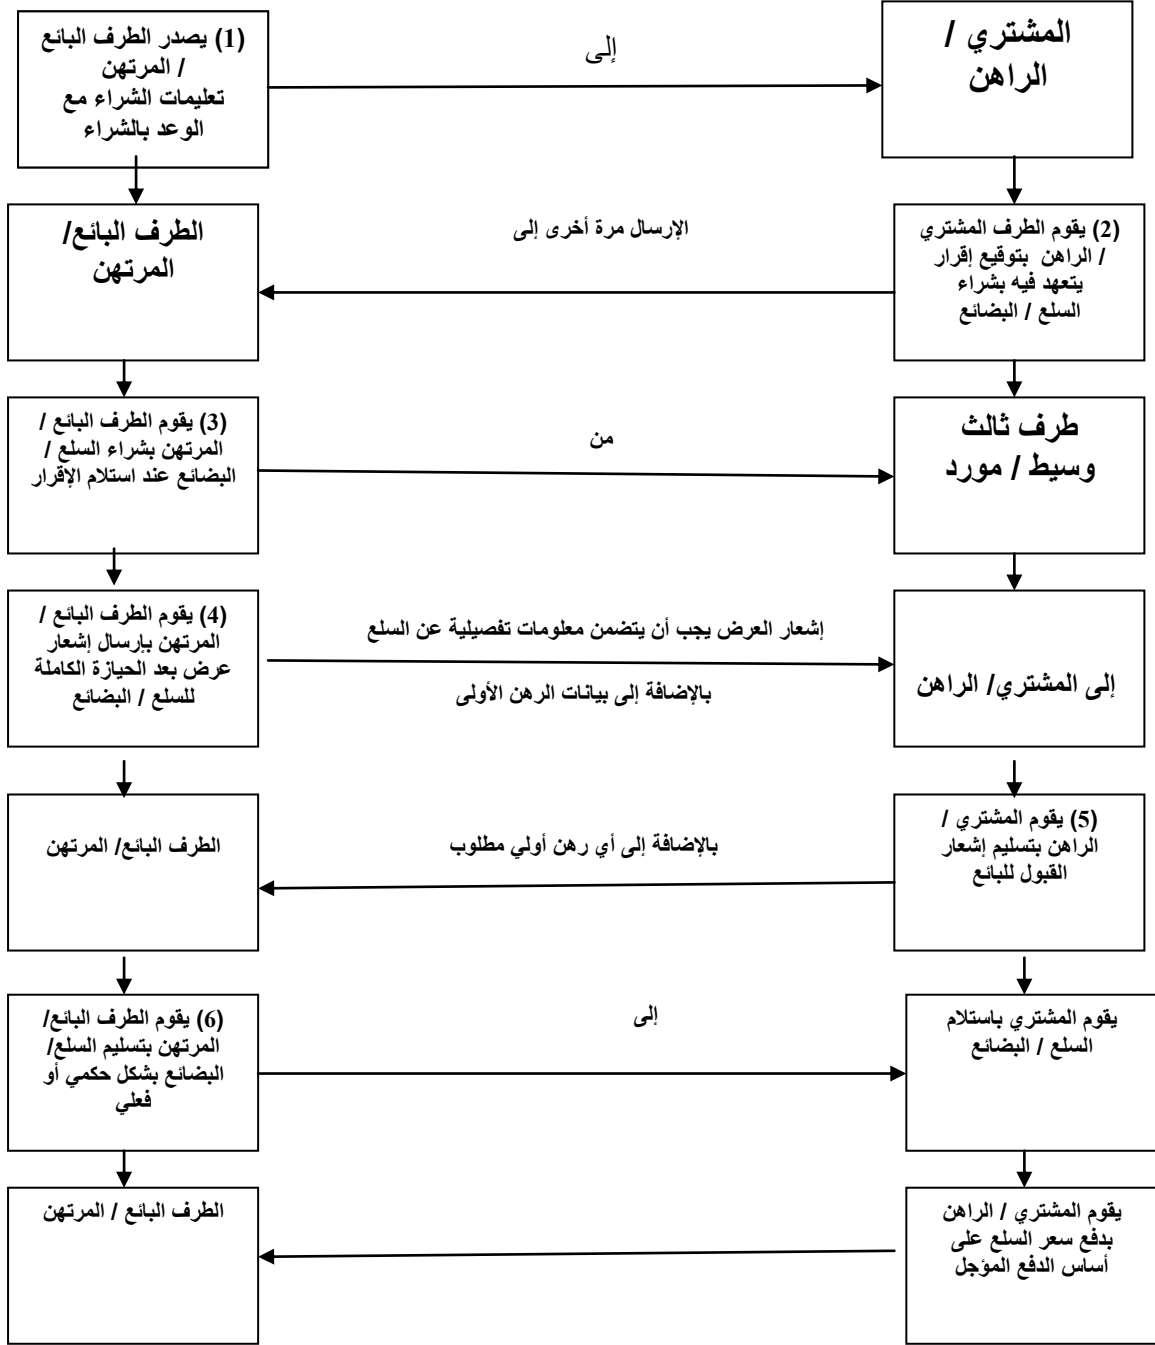 (1) يصدر الطرف البائع
/ المرتهن
تعليمات الشراء مع
الوعد بالشراء
إلى
المشتري /
الراهن
الطرف البائع/
المرتهن
الإرسال مرة أخرى إلى
(2) يقوم الطرف المشتري
/ الراهن بتوقيع إقرار
يتعهد فيه بشراء
السلع / البضائع
(3) يقوم الطرف البائع /
المرتهن بشراء السلع /
البضائع عند استلام الإقرار
من
طرف ثالث
وسيط / مورد
(4) يقوم الطرف البائع /
المرتهن بإرسال إشعار
عرض بعد الحيازة الكاملة
للسلع / البضائع
إشعار العرض يجب أن يتضمن معلومات تفصيلية عن السلع
بالإضافة إلى بيانات الرهن الأولى
إلى المشتري/ الراهن
الطرف البائع/ المرتهن
بالإضافة إلى أي رهن أولي مطلوب
(5) يقوم المشتري /
الراهن بتسليم إشعار
القبول للبائع
(6) يقوم الطرف البائع/
المرتهن بتسليم السلع/
البضائع بشكل حكمي أو
فعلي
إلى
يقوم المشتري باستلام
السلع / البضائع
الطرف البائع / المرتهن
يقوم المشتري / الراهن
بدفع سعر السلع على
أساس الدفع المؤجل